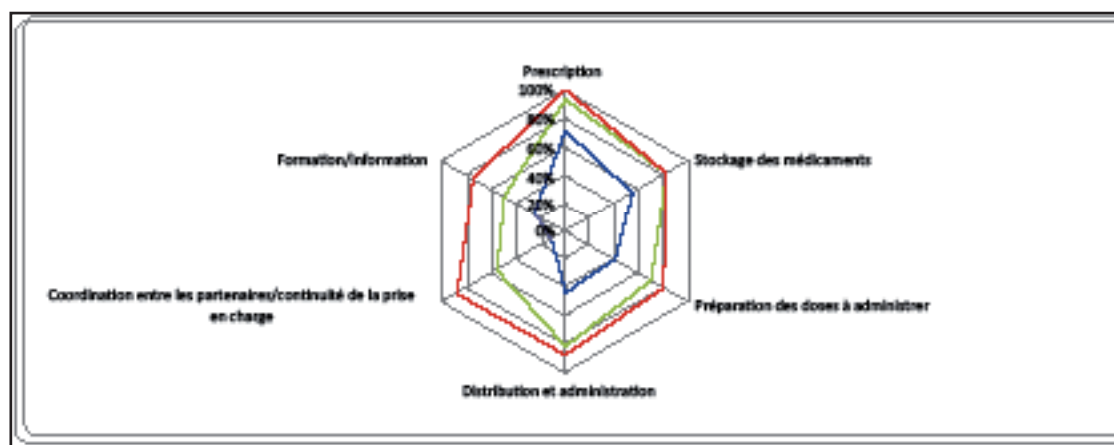 Prescription
100%
80%
Formation/Information
60%
Stockage des médicaments
40%
20%
0%
Coordination entre les partenaires/continuité de la prise
en charge
Préparation des doses à administrer
Distribution et administration